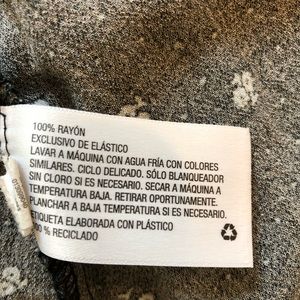 100% RAYÓN
EXCLUSIVO DE ELÁSTICO
LAVAR A MÁQUINA CON AGUA FRÍA CON COLORES
SIMILARES. CICLO DELICADO. SÓLO BLANQUEADOR
SIN CLORO SI ES NECESARIO. SECAR A MÁQUINA A
TEMPERATURA BAJA. RETIRAR OPORTUNAMENTE.
PLANCHAR A BAJA TEMPERATURA SI ES NECESARIO.
ETIQUETA ELABORADA CON PLÁSTICO
100% RECICLADO